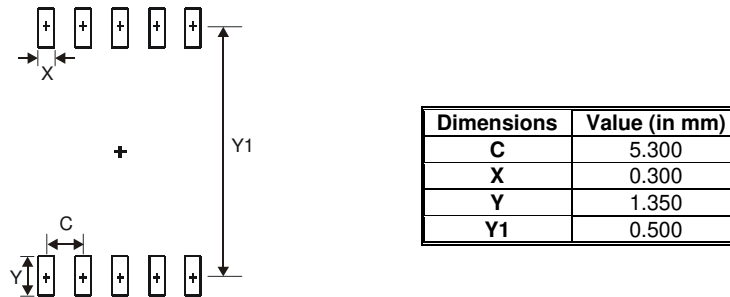 X
Y1
C
Y
Dimensions Value (in mm)
C 5.300
X 0.300
Y 1.350
Y1 0.500